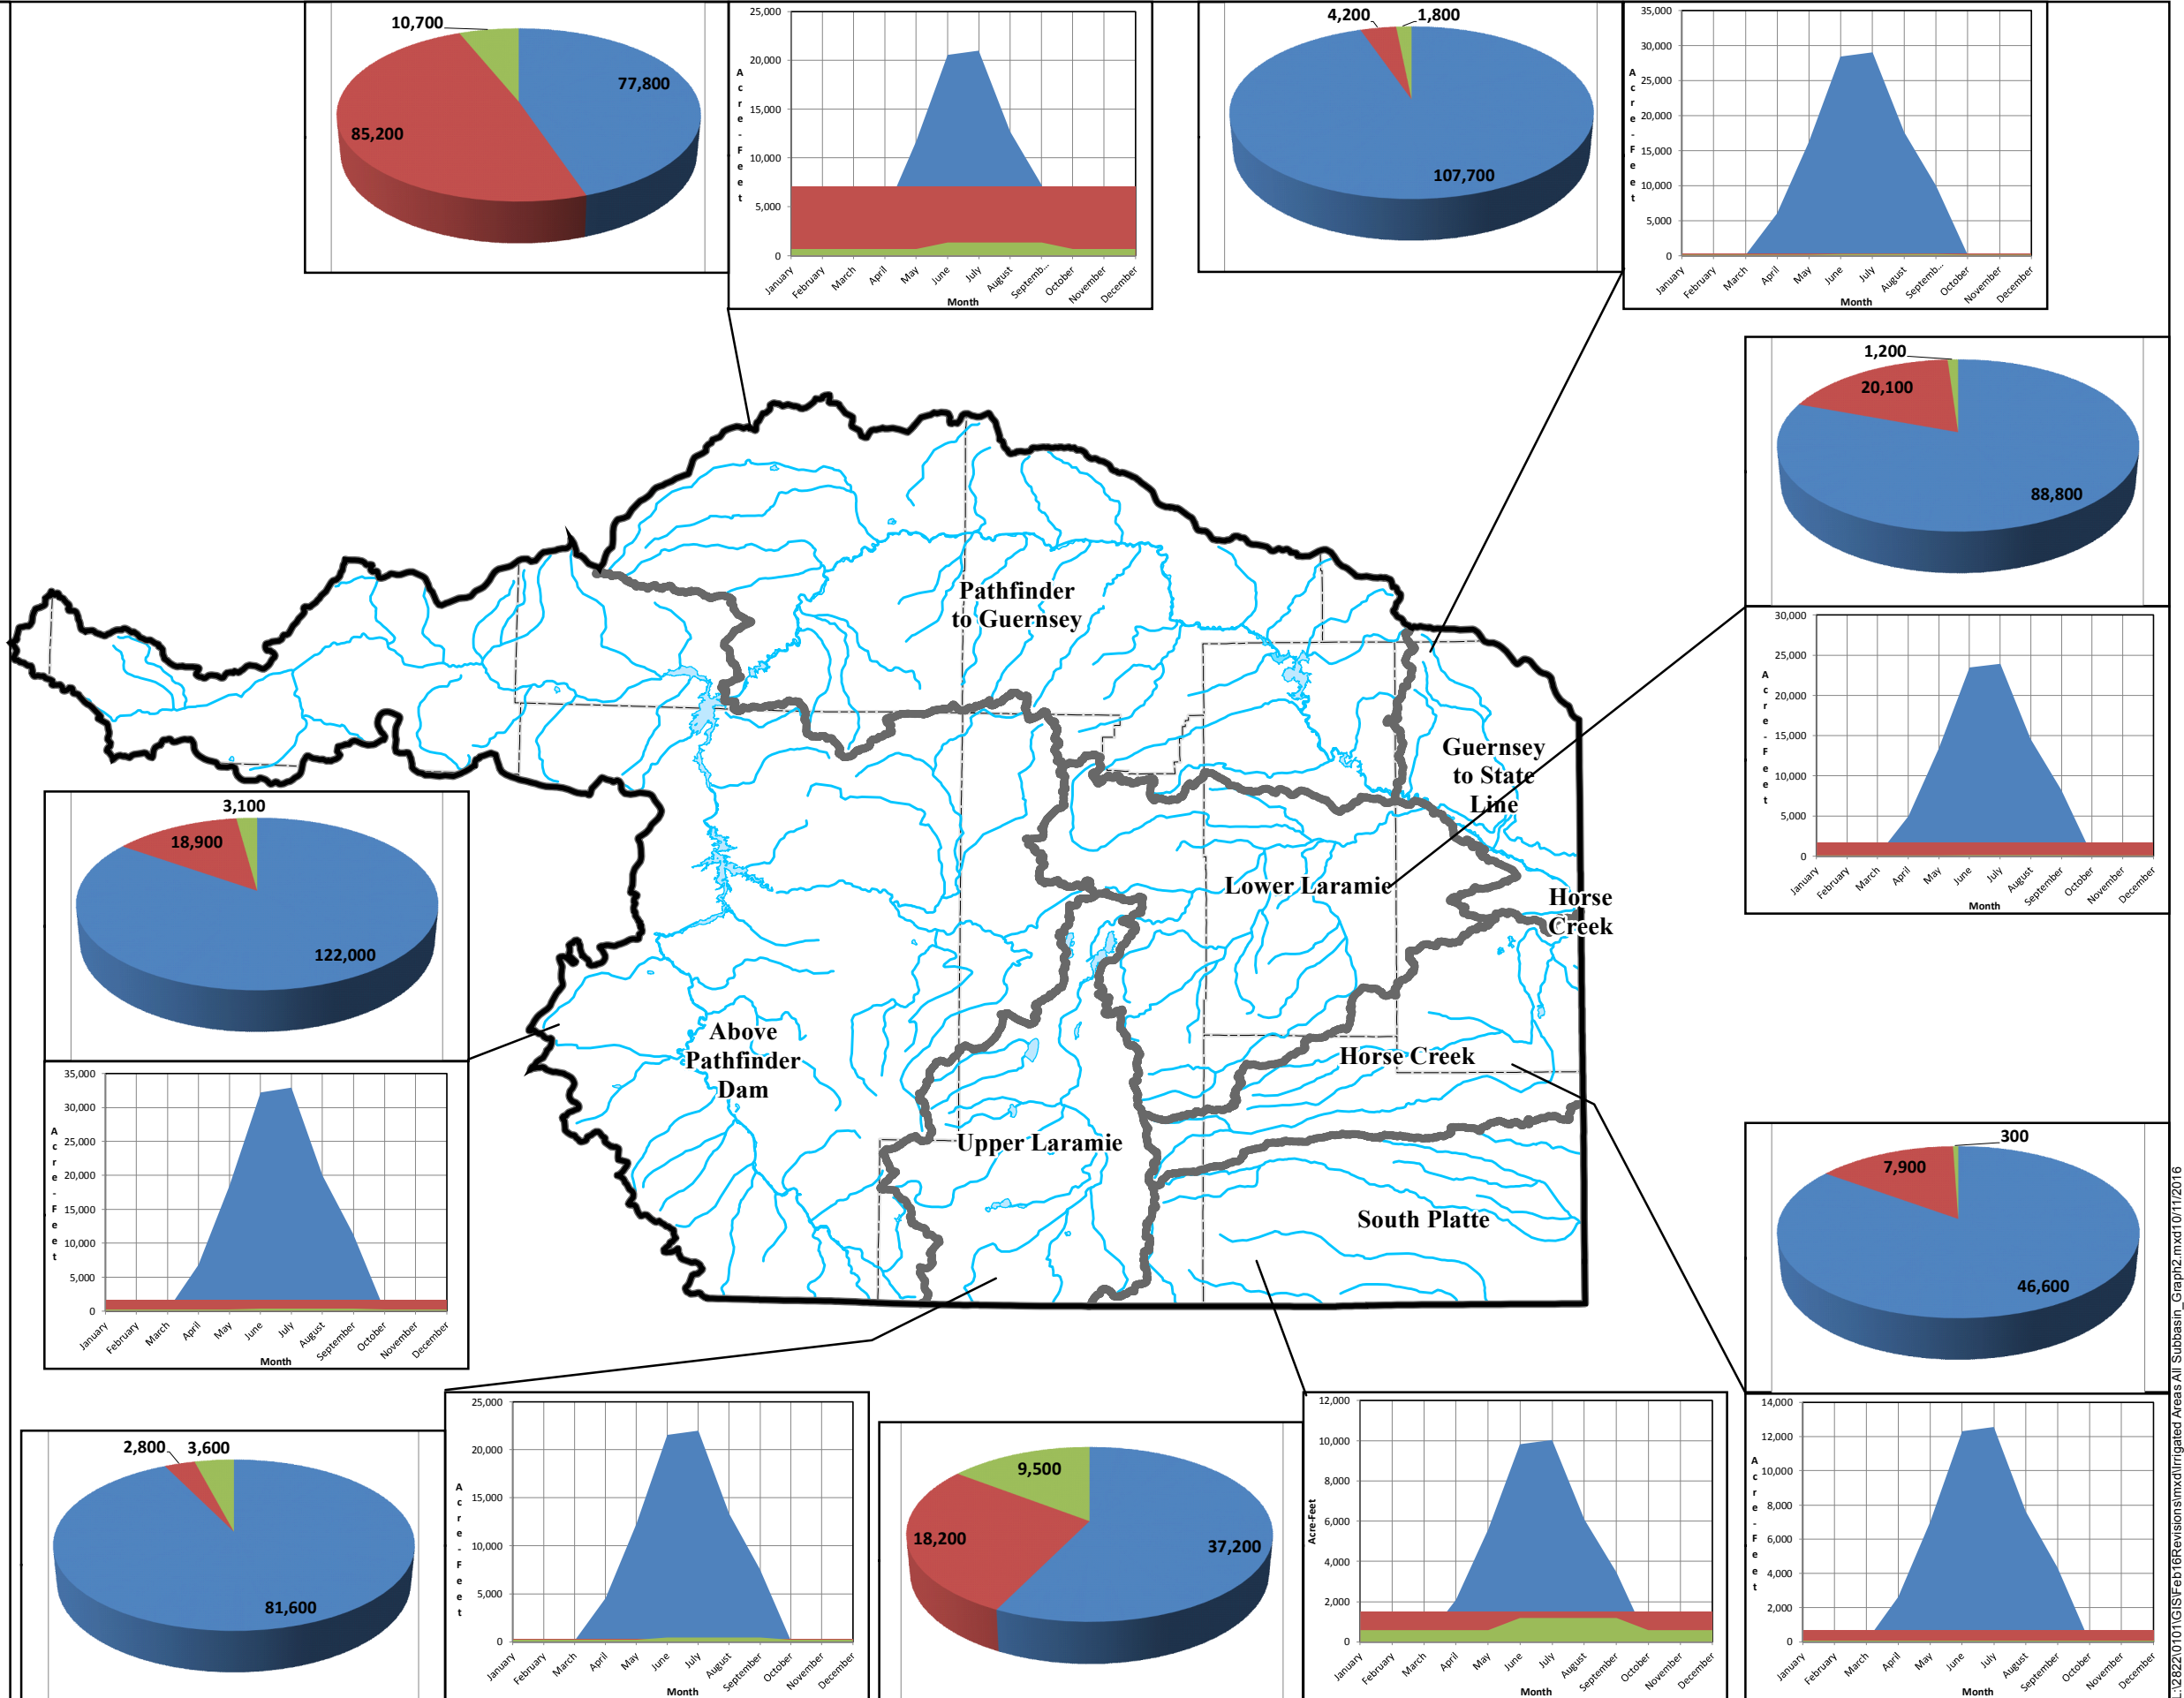 10,700
77,800
85,200
25,000
20,000
15,000
10,000
5,000
0
Acre-Feet
January
February
March
April
May
June
July
August
Septemb...
October
November
December
Month
4,200
1,800
107,700
35,000
30,000
25,000
20,000
15,000
10,000
5,000
0
Acre-Feet
January
February
March
April
May
June
July
August
Septemb...
October
November
December
Month
1,200
20,100
88,800
30,000
25,000
20,000
15,000
10,000
5,000
0
Acre-Feet
January
February
March
April
May
June
July
August
September
October
November
December
Month
Pathfinder
to Guernsey
Guernsey
to State
Line
Lower Laramie
Horse
Creek
Above
Pathfinder
Dam
Horse Creek
Upper Laramie
South Platte
3,100
18,900
122,000
35,000
30,000
25,000
20,000
15,000
10,000
5,000
0
Acre-Feet
January
February
March
April
May
June
July
August
September
October
November
December
Month
300
7,900
46,600
14,000
12,000
10,000
8,000
6,000
4,000
2,000
0
Acre-Feet
January
February
March
April
May
June
July
August
September
October
November
December
Month
2,800
3,600
81,600
25,000
20,000
15,000
10,000
5,000
0
Acre-Feet
January
February
March
April
May
June
July
August
September
October
November
December
Month
9,500
18,200
37,200
12,000
10,000
8,000
6,000
4,000
2,000
0
Acre-Feet
January
February
March
April
May
June
July
August
September
October
November
December
Month
:\2822\0101\GIS\Feb16Revisions\mxd\Irrigated Areas All Subbasin_Graph2.mxd10/11/2016